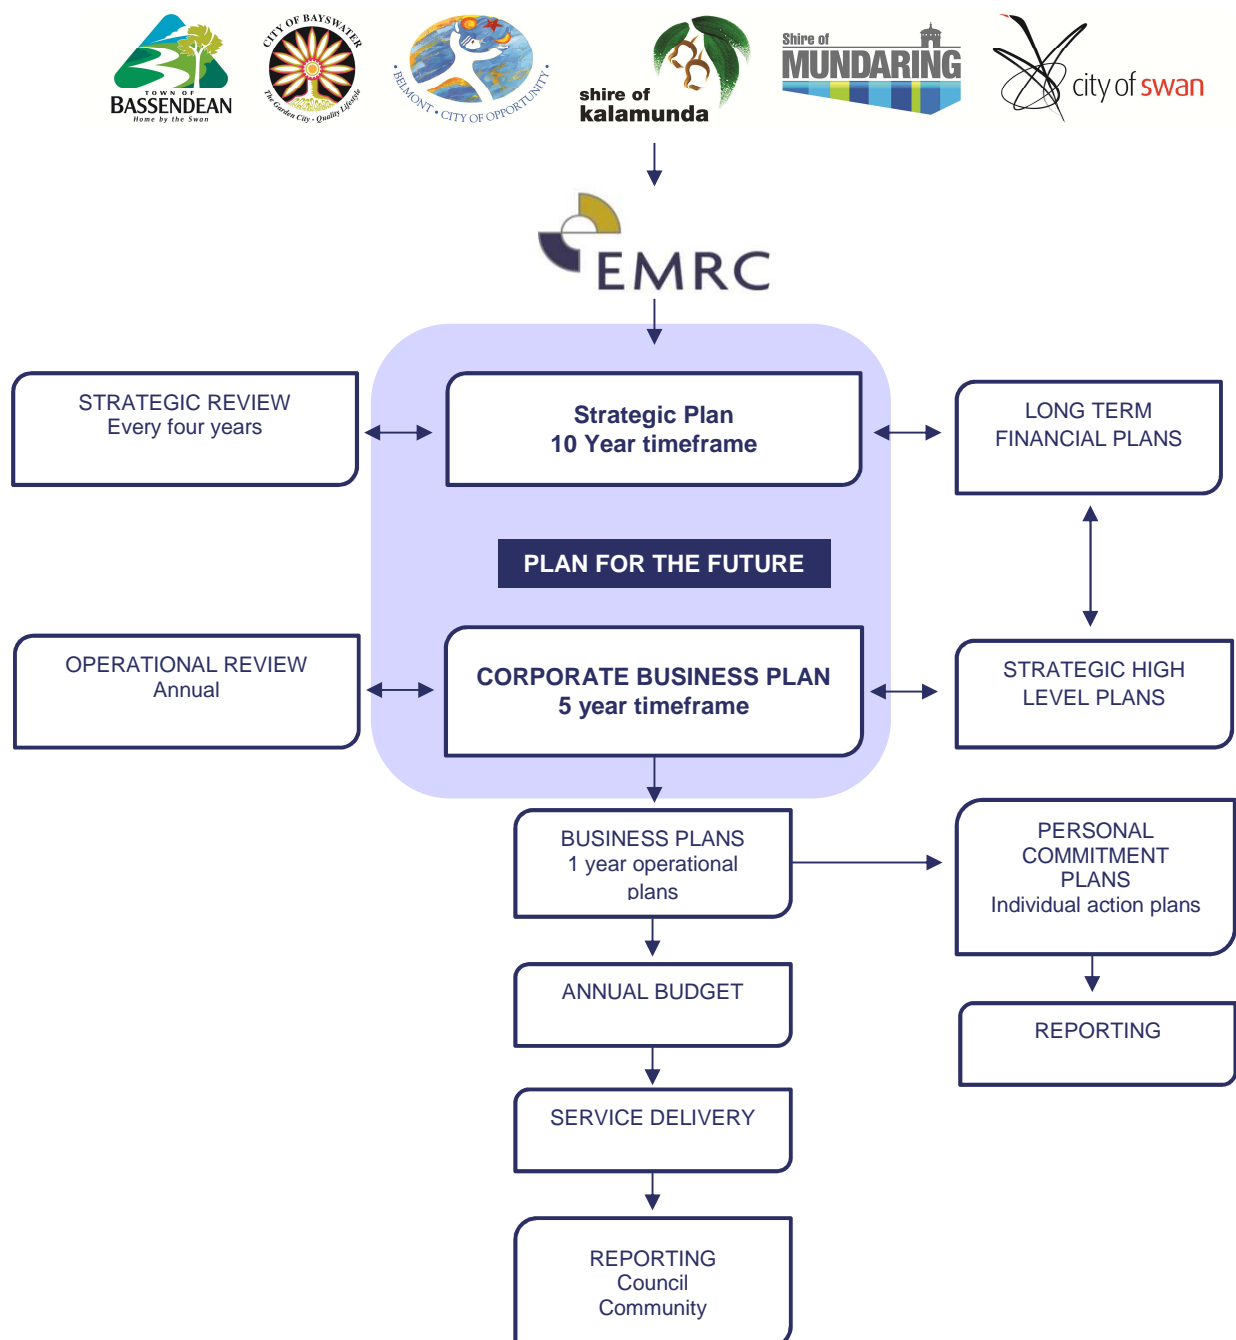 TOWN OF
BASSENDEAN
Home by the Swan
CITY OF BAYSWATER
The Garden City - Quality Lifestyle
• BELMONT • CITY OF OPPORTUNITY •
shire of
kalamunda
Shire of
MUNDARING
city of swan
EMRC
STRATEGIC REVIEW
Every four years
Strategic Plan
10 Year timeframe
LONG TERM
FINANCIAL PLANS
PLAN FOR THE FUTURE
OPERATIONAL REVIEW
Annual
CORPORATE BUSINESS PLAN
5 year timeframe
STRATEGIC HIGH
LEVEL PLANS
BUSINESS PLANS
1 year operational
plans
PERSONAL
COMMITMENT
PLANS
Individual action plans
ANNUAL BUDGET
REPORTING
SERVICE DELIVERY
REPORTING
Council
Community